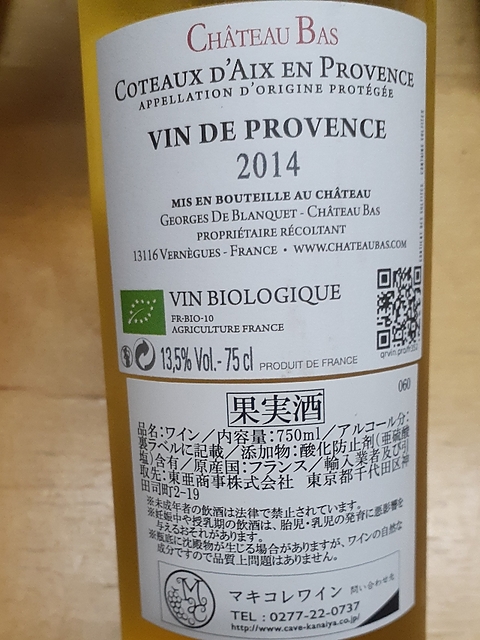 CHÂTEAU BAS
COTEAUX D'AIX EN PROVENCE
APPELLATION D'ORIGINE PROTÉGÉE
VIN DE PROVENCE
2014
MIS EN BOUTEILLE AU CHÂTEAU
GEORGES DE BLANQUET - CHÂTEAU BAS
PROPRIÉTAIRE RÉCOLTANT
13116 VERNÈGUES - FRANCE • WWW.CHATEAUBAS.COM
VIN BIOLOGIQUE
FR-BIO-10
AGRICULTURE FRANCE
13,5% Vol. - 75 cl PRODUIT DE FRANCE
060
果実酒
品名:ワイン/内容量:750ml/アルコール分:
裏ラベルに記載/添加物:酸化防止剤(亜硫酸
塩)含有/原産国:フランス/輸入業者及び引
取先:東亜商事株式会社 東京都千代田区神
田司町2-19
※未成年者の飲酒は法律で禁止されています。
※妊娠中や授乳期の飲酒は、胎児・乳児の発育に悪影響を
与えるおそれがあります。
※瓶底に沈殿物が生じる場合がありますが、ワインの自然な
成分ですので品質上問題はありません。
マキコレワイン 問い合わせ先
TEL:0277-22-0737
http://www.cave-kanaiya.com/